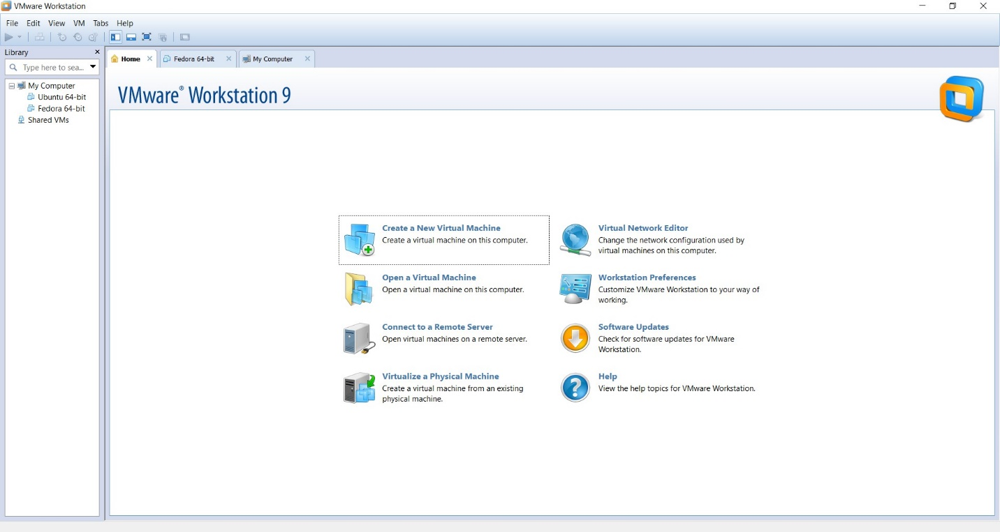 VMware Workstation
File Edit View VM Tabs Help
Library
Type here to sea...
My Computer
Ubuntu 64-bit
Fedora 64-bit
Shared VMs
Home
Fedora 64-bit
My Computer
VMware® Workstation 9
Create a New Virtual Machine
Create a virtual machine on this computer.
Open a Virtual Machine
Open a virtual machine on this computer.
Connect to a Remote Server
Open virtual machines on a remote server.
Virtualize a Physical Machine
Create a virtual machine from an existing
physical machine.
Virtual Network Editor
Change the network configuration used by
virtual machines on this computer.
Workstation Preferences
Customize VMware Workstation to your way of
working.
Software Updates
Check for software updates for VMware
Workstation.
Help
View the help topics for VMware Workstation.